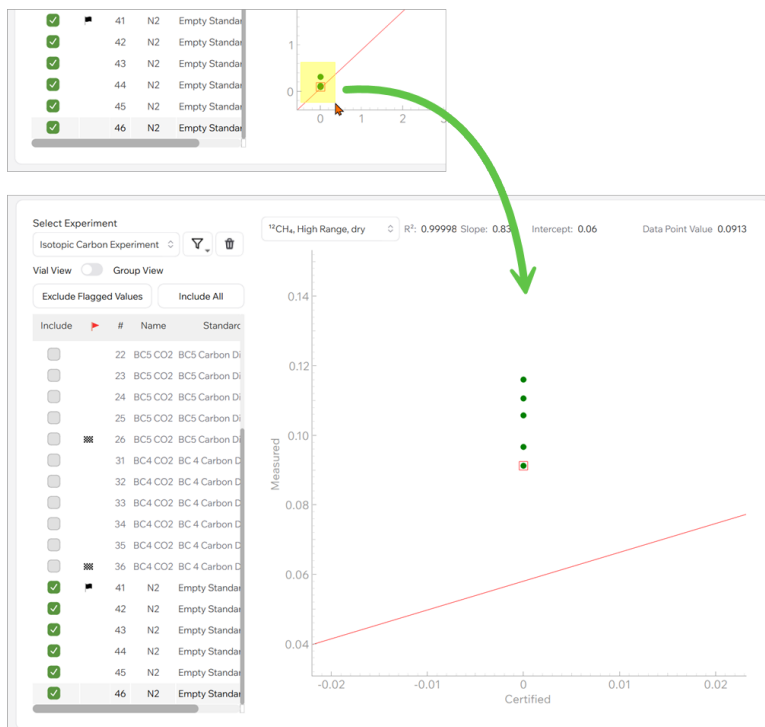 41 N2 Empty Standar
42 N2 Empty Standar
43 N2 Empty Standar
44 N2 Empty Standar
45 N2 Empty Standar
46 N2 Empty Standar
1
0
0 1 2 3
Select Experiment
Isotopic Carbon Experiment
Vial View Group View
Exclude Flagged Values Include All
Include # Name Standard
22 BC5 CO2 BC5 Carbon Di
23 BC5 CO2 BC5 Carbon Di
24 BC5 CO2 BC5 Carbon Di
25 BC5 CO2 BC5 Carbon Di
26 BC5 CO2 BC5 Carbon Di
31 BC4 CO2 BC 4 Carbon D
32 BC4 CO2 BC 4 Carbon D
33 BC4 CO2 BC 4 Carbon D
34 BC4 CO2 BC 4 Carbon D
35 BC4 CO2 BC 4 Carbon D
36 BC4 CO2 BC 4 Carbon D
41 N2 Empty Standar
42 N2 Empty Standar
43 N2 Empty Standar
44 N2 Empty Standar
45 N2 Empty Standar
46 N2 Empty Standar
¹²CH₄, High Range, dry R²: 0.99998 Slope: 0.83 Intercept: 0.06 Data Point Value 0.0913
0.14
0.12
0.10
0.08
0.06
0.04
Measured
-0.02 -0.01 0 0.01 0.02
Certified